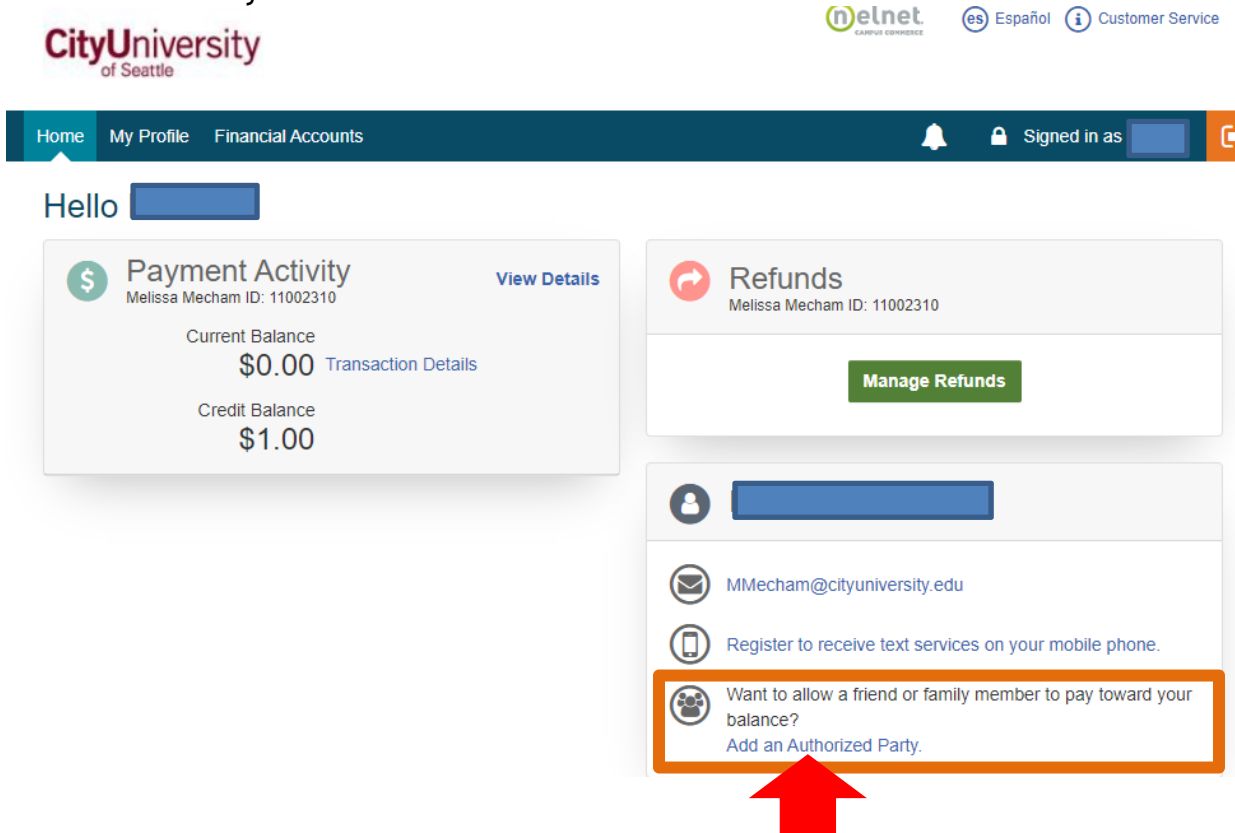 nelnet
CAMPUS COMMERCE
es Español
i Customer Service
CityUniversity
of Seattle
Home My Profile Financial Accounts
Signed in as
Hello
$ Payment Activity
Melissa Mecham ID: 11002310
View Details
Current Balance
$0.00 Transaction Details
Credit Balance
$1.00
Refunds
Melissa Mecham ID: 11002310
Manage Refunds
MMecham@cityuniversity.edu
Register to receive text services on your mobile phone.
Want to allow a friend or family member to pay toward your
balance?
Add an Authorized Party.